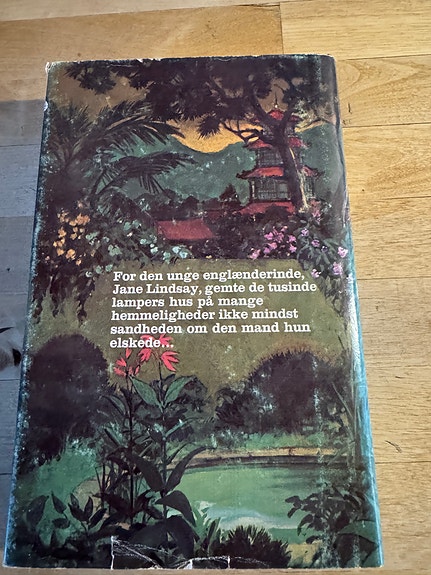 For den unge englænderinde,
Jane Lindsay, gemte de tusinde
lampers hus på mange
hemmeligheder ikke mindst
sandheden om den mand hun
elskede...